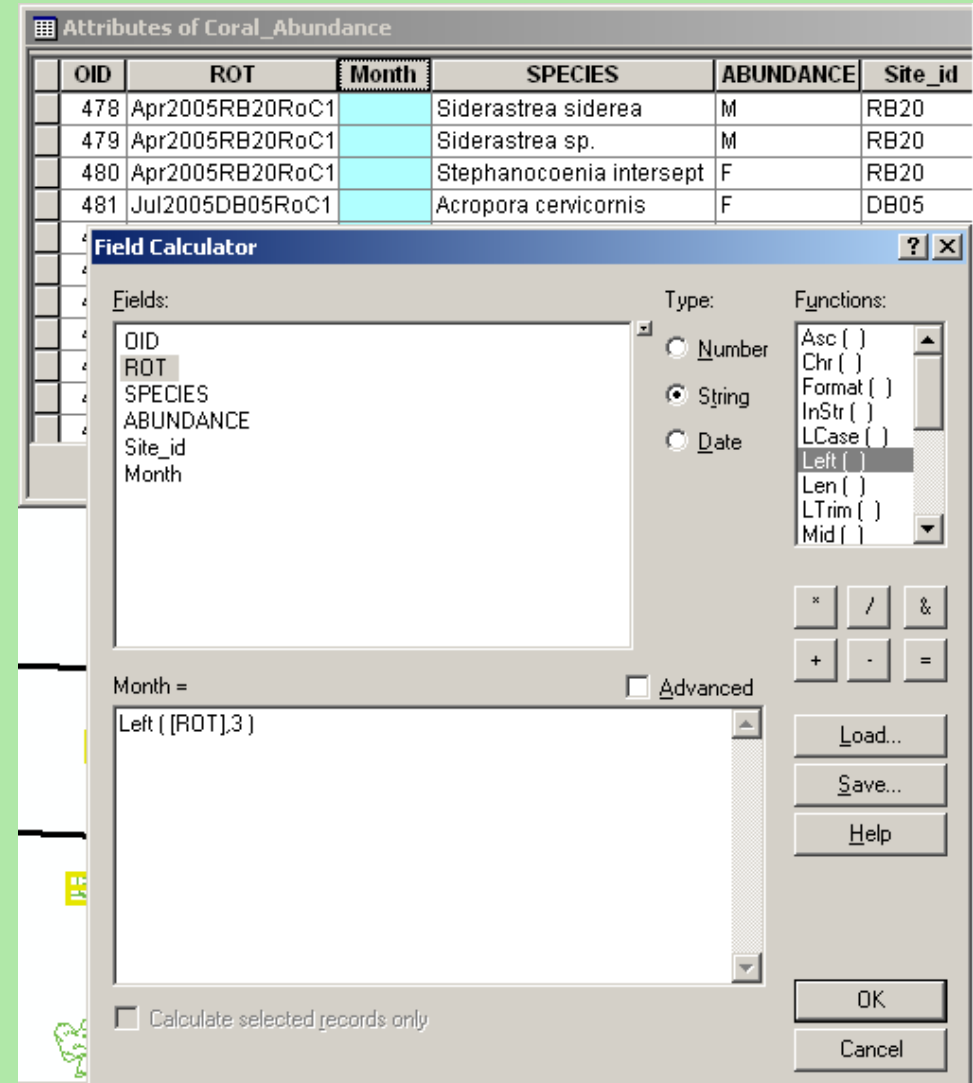 Attributes of Coral_Abundance
OID ROT Month SPECIES ABUNDANCE Site_id
478 Apr2005RB20RoC1 Siderastrea siderea M RB20
479 Apr2005RB20RoC1 Siderastrea sp. M RB20
480 Apr2005RB20RoC1 Stephanocoenia intersept F RB20
481 Jul2005DB05RoC1 Acropora cervicornis F DB05
Field Calculator
Fields:
OID
ROT
SPECIES
ABUNDANCE
Site_id
Month
Type:
Number
String
Date
Functions:
Asc ( )
Chr ( )
Format ( )
InStr ( )
LCase ( )
Left ( )
Len ( )
LTrim ( )
Mid ( )
* / &
+ - =
Month =
Advanced
Left ( [ROT],3 )
Load...
Save...
Help
Calculate selected records only
OK
Cancel